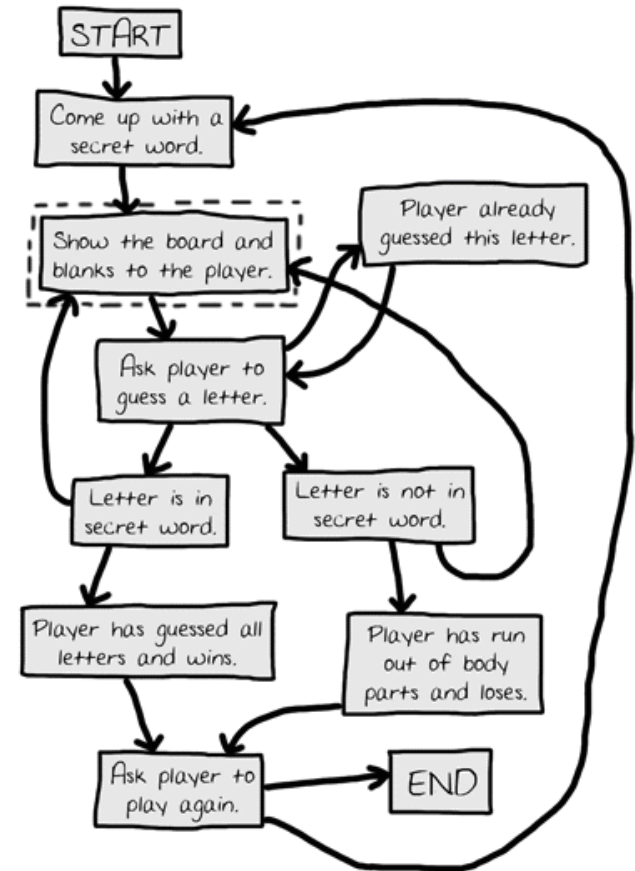 START
Come up with a
secret word.
Show the board and
blanks to the player.
Player already
guessed this letter.
Ask player to
guess a letter.
Letter is in
secret word.
Letter is not in
secret word.
Player has guessed all
letters and wins.
Player has run
out of body
parts and loses.
Ask player to
play again.
END